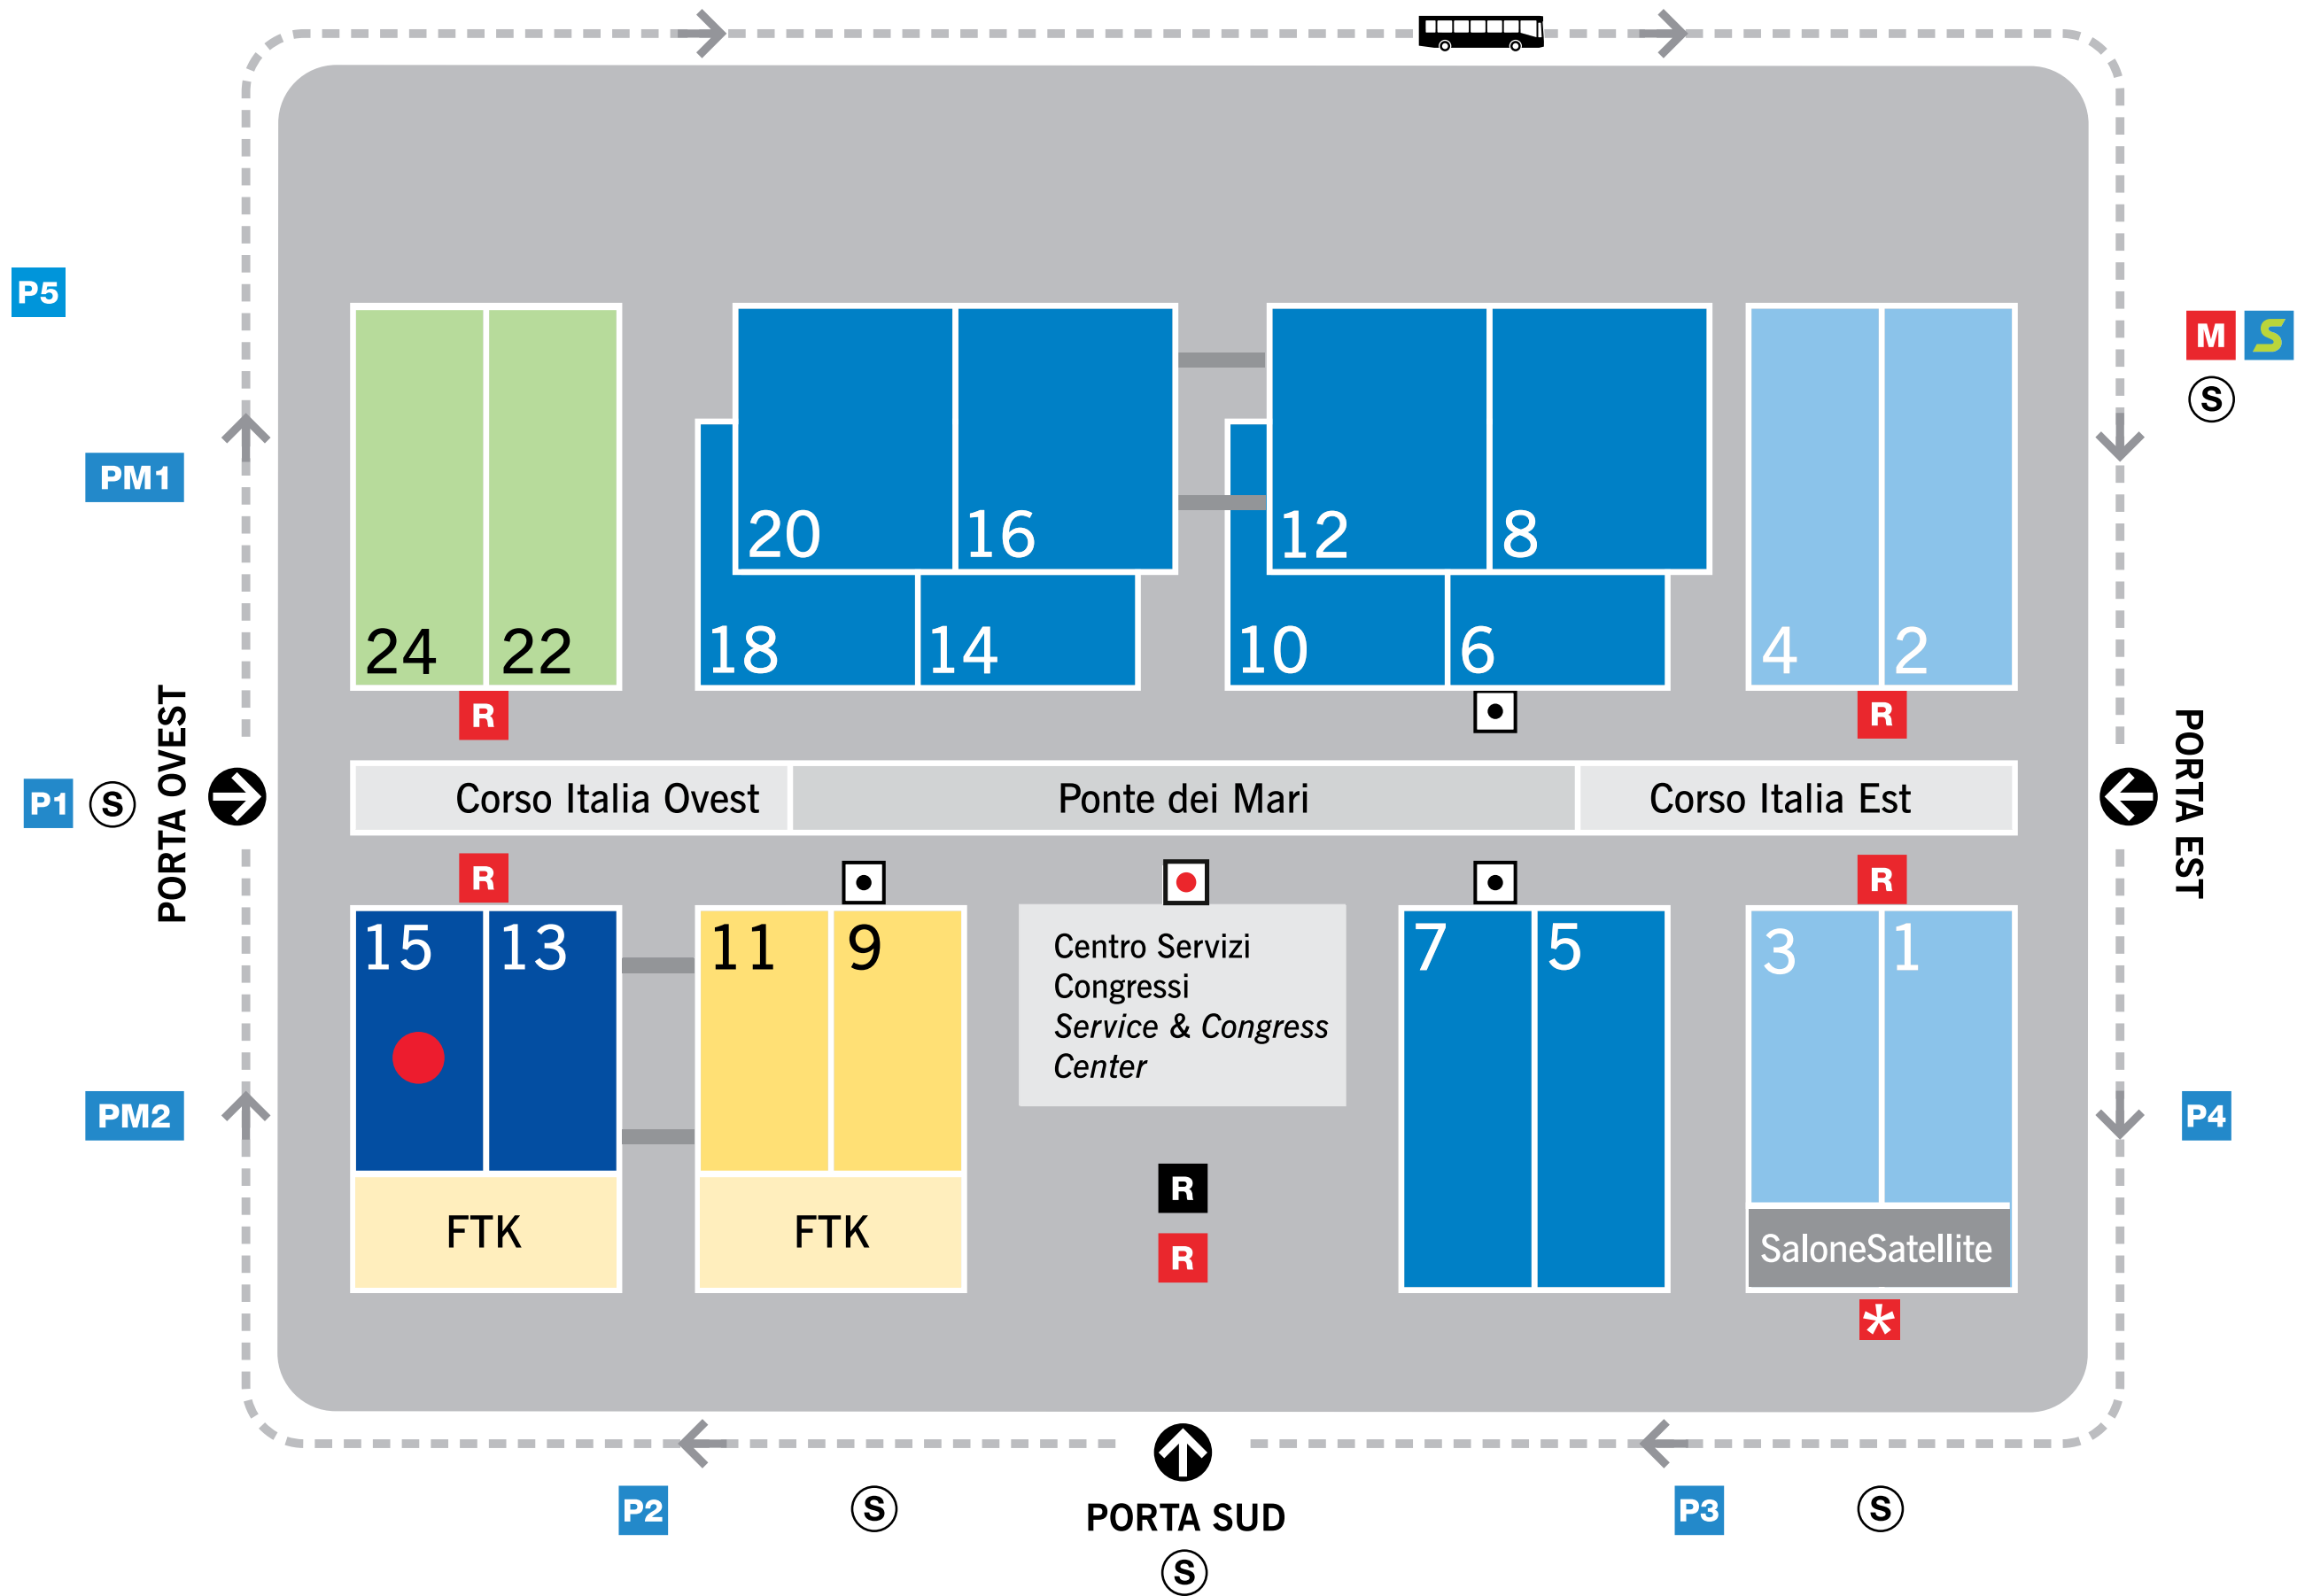 P5
M S
S
PM1
20
16
12
8
24
22
18
14
10
6
4
2
R
R
PORTA OVEST
PORTA EST
P1 S
Corso Italia Ovest
Ponte dei Mari
Corso Italia Est
R
R
15
13
11
9
7
5
3
1
Centro Servizi
Congressi
Service & Congress
Center
PM2
P4
R
FTK
FTK
R
SaloneSatellite
*
P2
S
PORTA SUD
P3
S
S